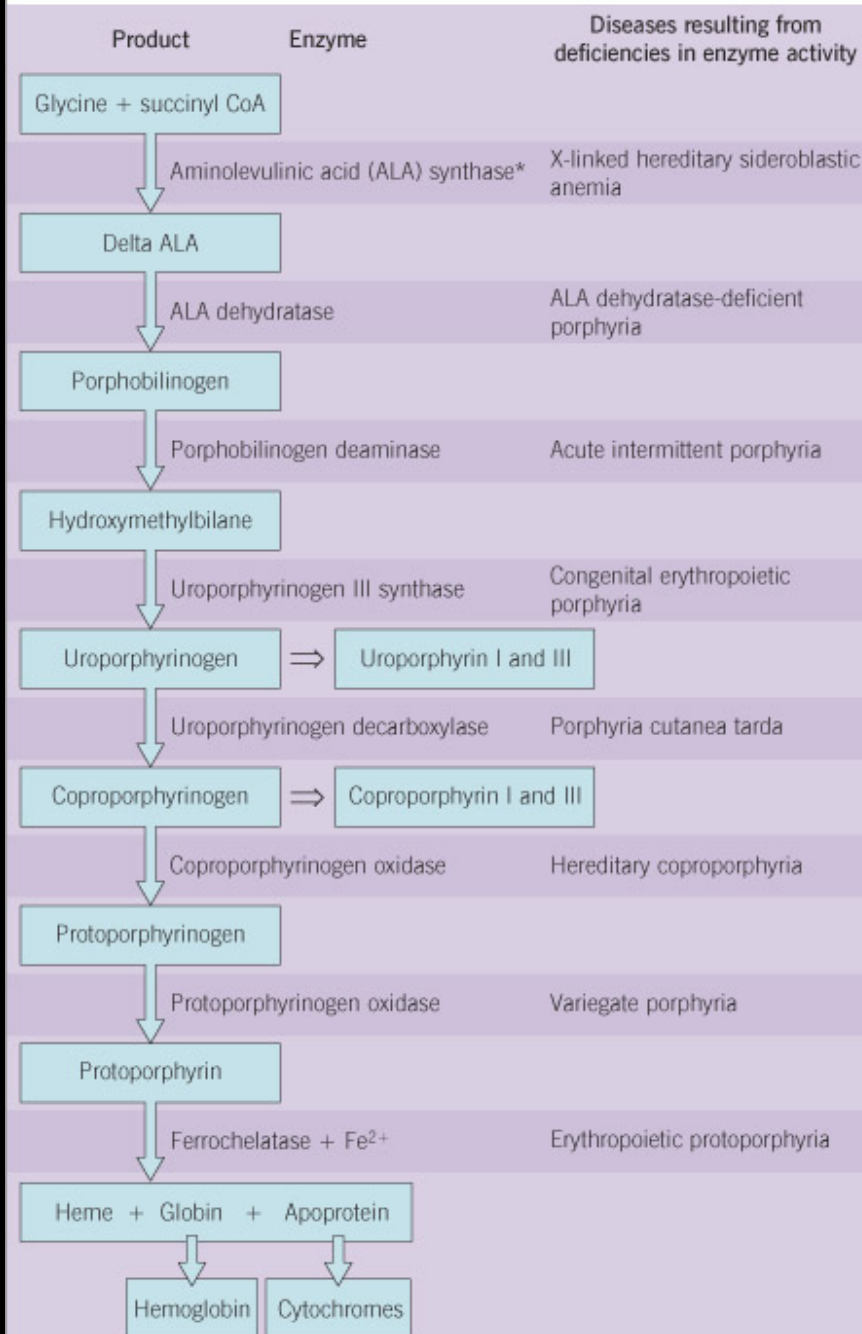 Product
Enzyme
Diseases resulting from
deficiencies in enzyme activity
Glycine + succinyl CoA
Aminolevulinic acid (ALA) synthase*
X-linked hereditary sideroblastic
anemia
Delta ALA
ALA dehydratase
ALA dehydratase-deficient
porphyria
Porphobilinogen
Porphobilinogen deaminase
Acute intermittent porphyria
Hydroxymethylbilane
Uroporphyrinogen III synthase
Congenital erythropoietic
porphyria
Uroporphyrinogen ⇒ Uroporphyrin I and III
Uroporphyrinogen decarboxylase
Porphyria cutanea tarda
Coproporphyrinogen ⇒ Coproporphyrin I and III
Coproporphyrinogen oxidase
Hereditary coproporphyria
Protoporphyrinogen
Protoporphyrinogen oxidase
Variegate porphyria
Protoporphyrin
Ferrochelatase + Fe²⁺
Erythropoietic protoporphyria
Heme + Globin + Apoprotein
Hemoglobin
Cytochromes